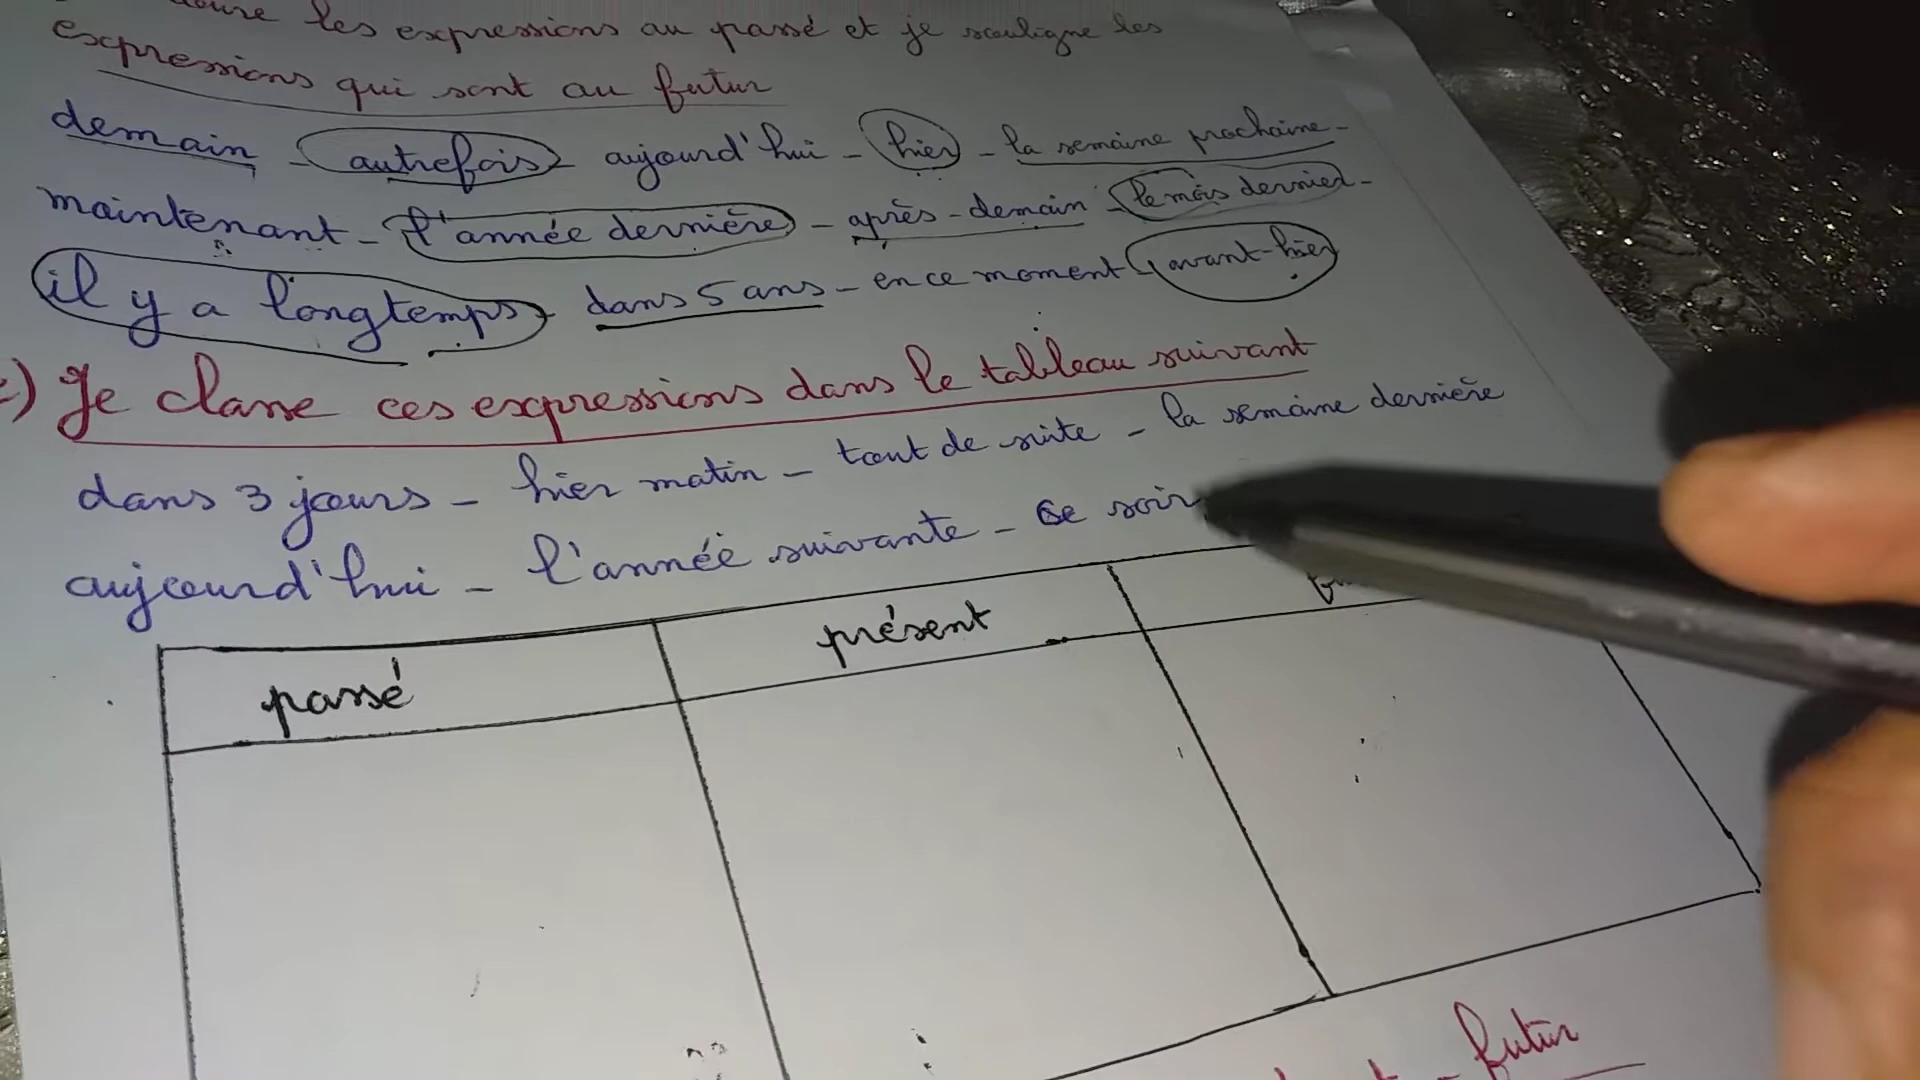 les expressions au passé et je souligne les
expressions qui sont au futur
demain - autrefois - aujourd'hui - hier - la semaine prochaine -
maintenant - l'année dernière - après-demain - le mois dernier -
il y a longtemps - dans 5 ans - en ce moment - avant-hier
) Je classe ces expressions dans le tableau suivant
dans 3 jours - hier matin - tout de suite - la semaine dernière
aujourd'hui - l'année suivante - ce soir
passé présent
- futur